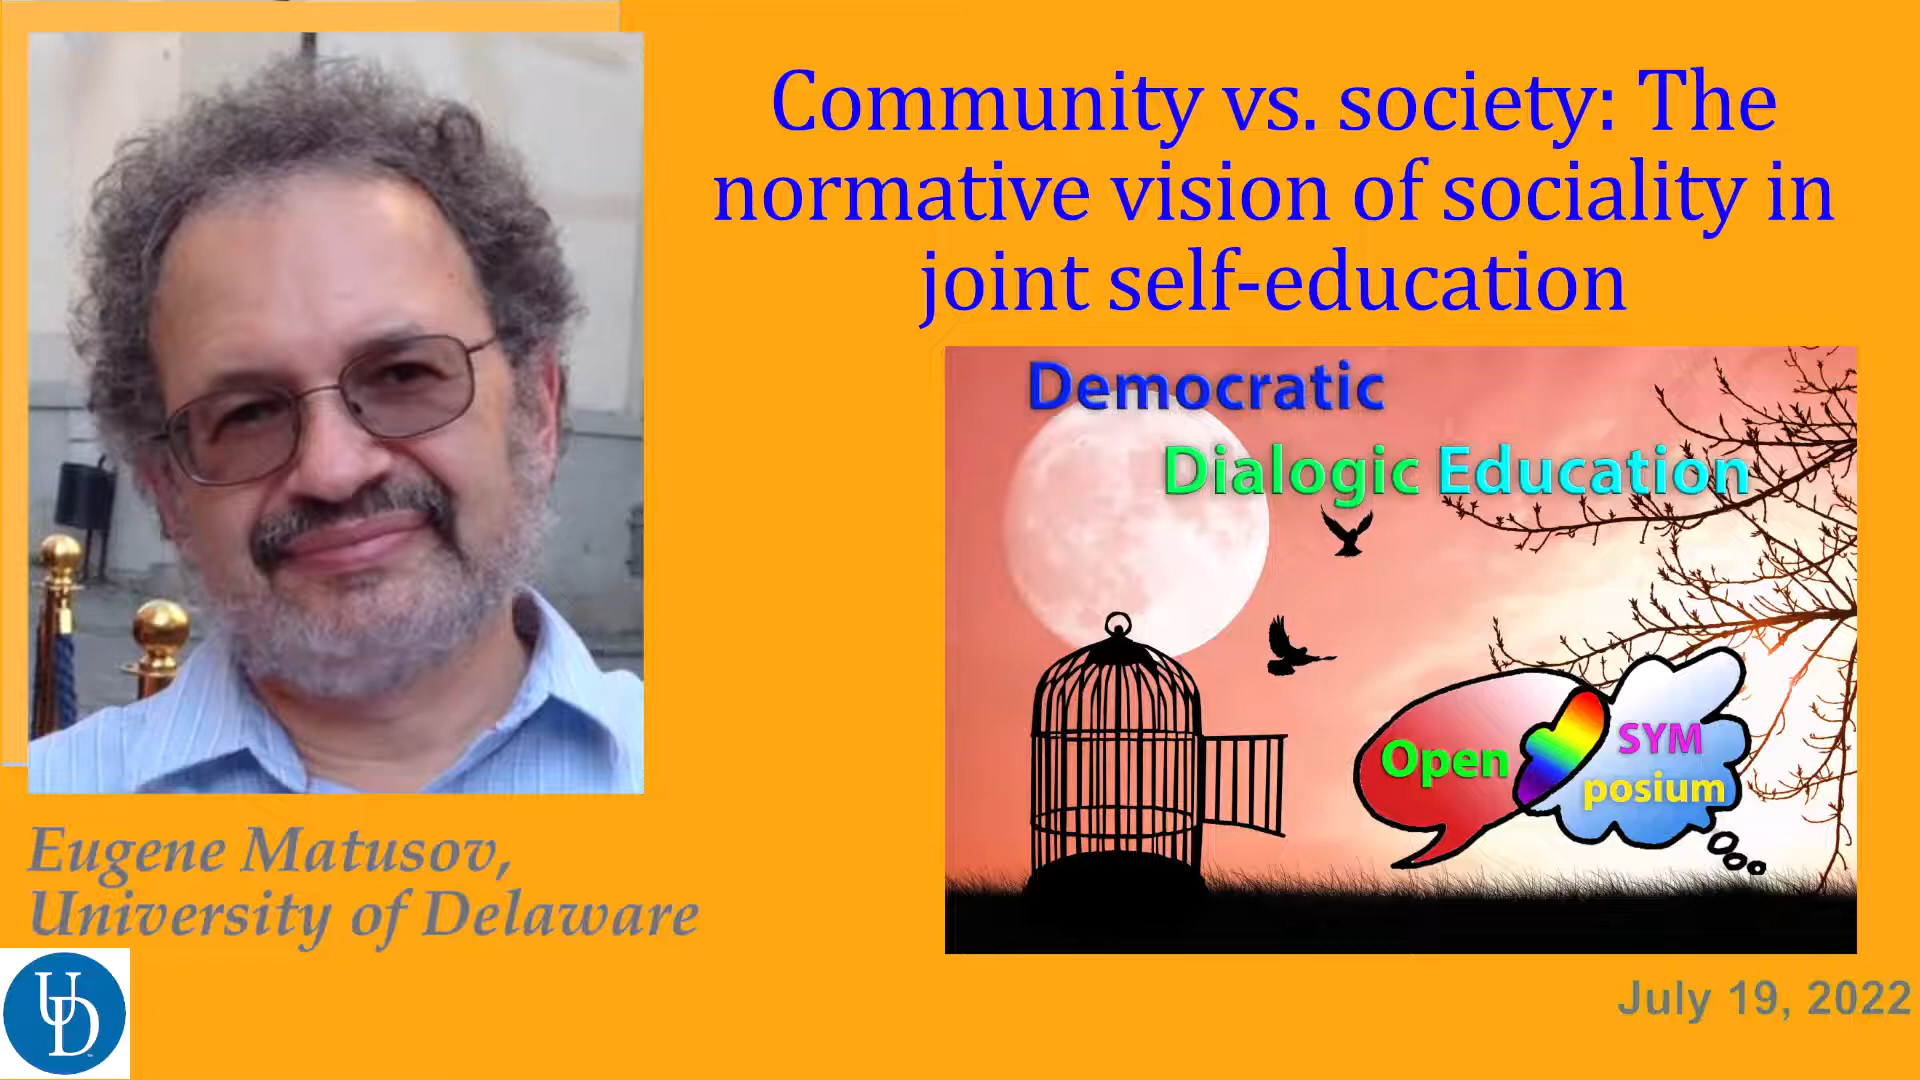 Community vs. society: The
normative vision of sociality in
joint self-education
Democratic
Dialogic Education
Open
SYM
posium
Eugene Matusov,
University of Delaware
UD
July 19, 2022